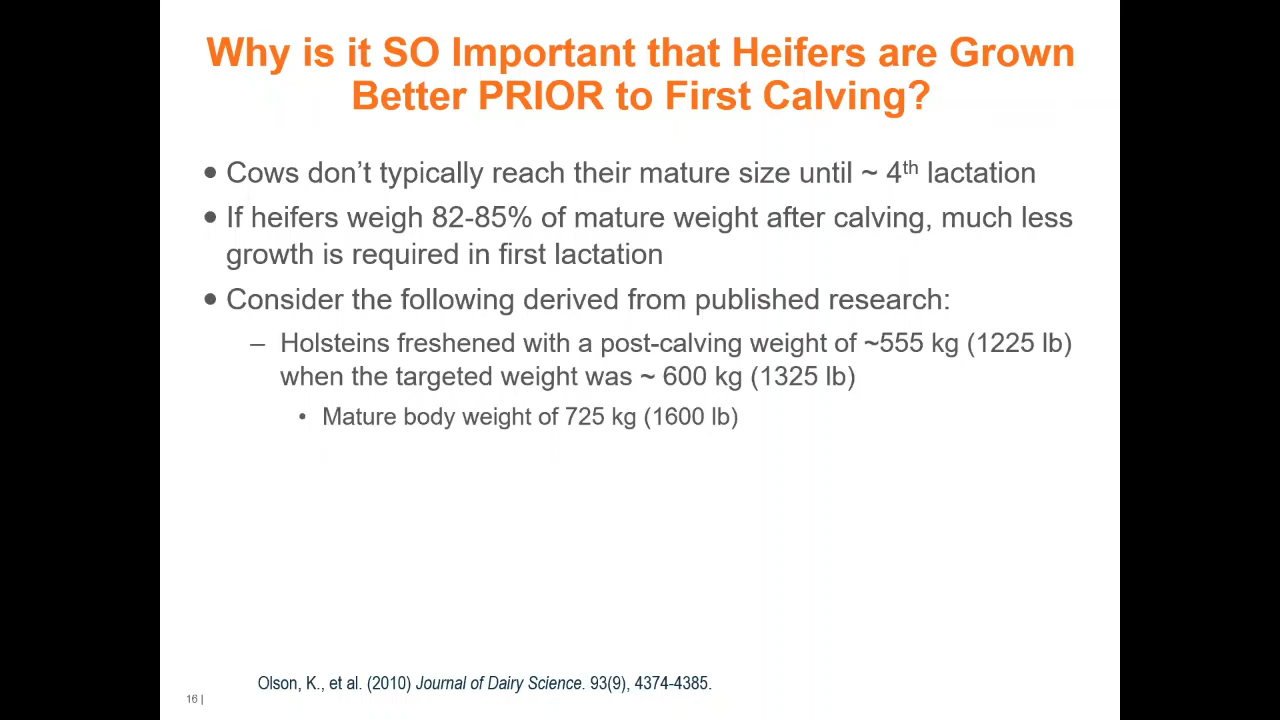 Why is it SO Important that Heifers are Grown
Better PRIOR to First Calving?
• Cows don’t typically reach their mature size until ~ 4th lactation
• If heifers weigh 82-85% of mature weight after calving, much less
growth is required in first lactation
• Consider the following derived from published research:
– Holsteins freshened with a post-calving weight of ~555 kg (1225 lb)
when the targeted weight was ~ 600 kg (1325 lb)
• Mature body weight of 725 kg (1600 lb)
Olson, K., et al. (2010) Journal of Dairy Science. 93(9), 4374-4385.
16 |